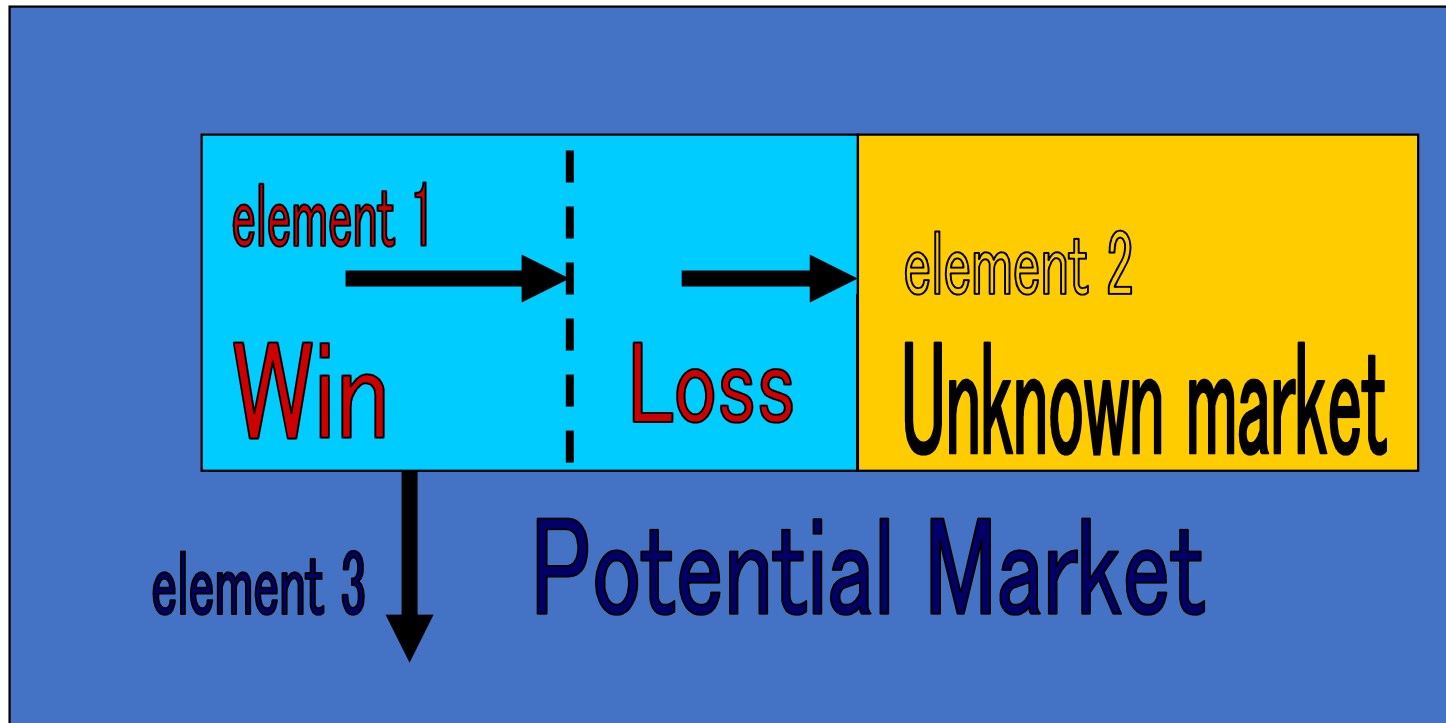 element 1
Win
Loss
element 2
Unknown market
element 3
Potential Market